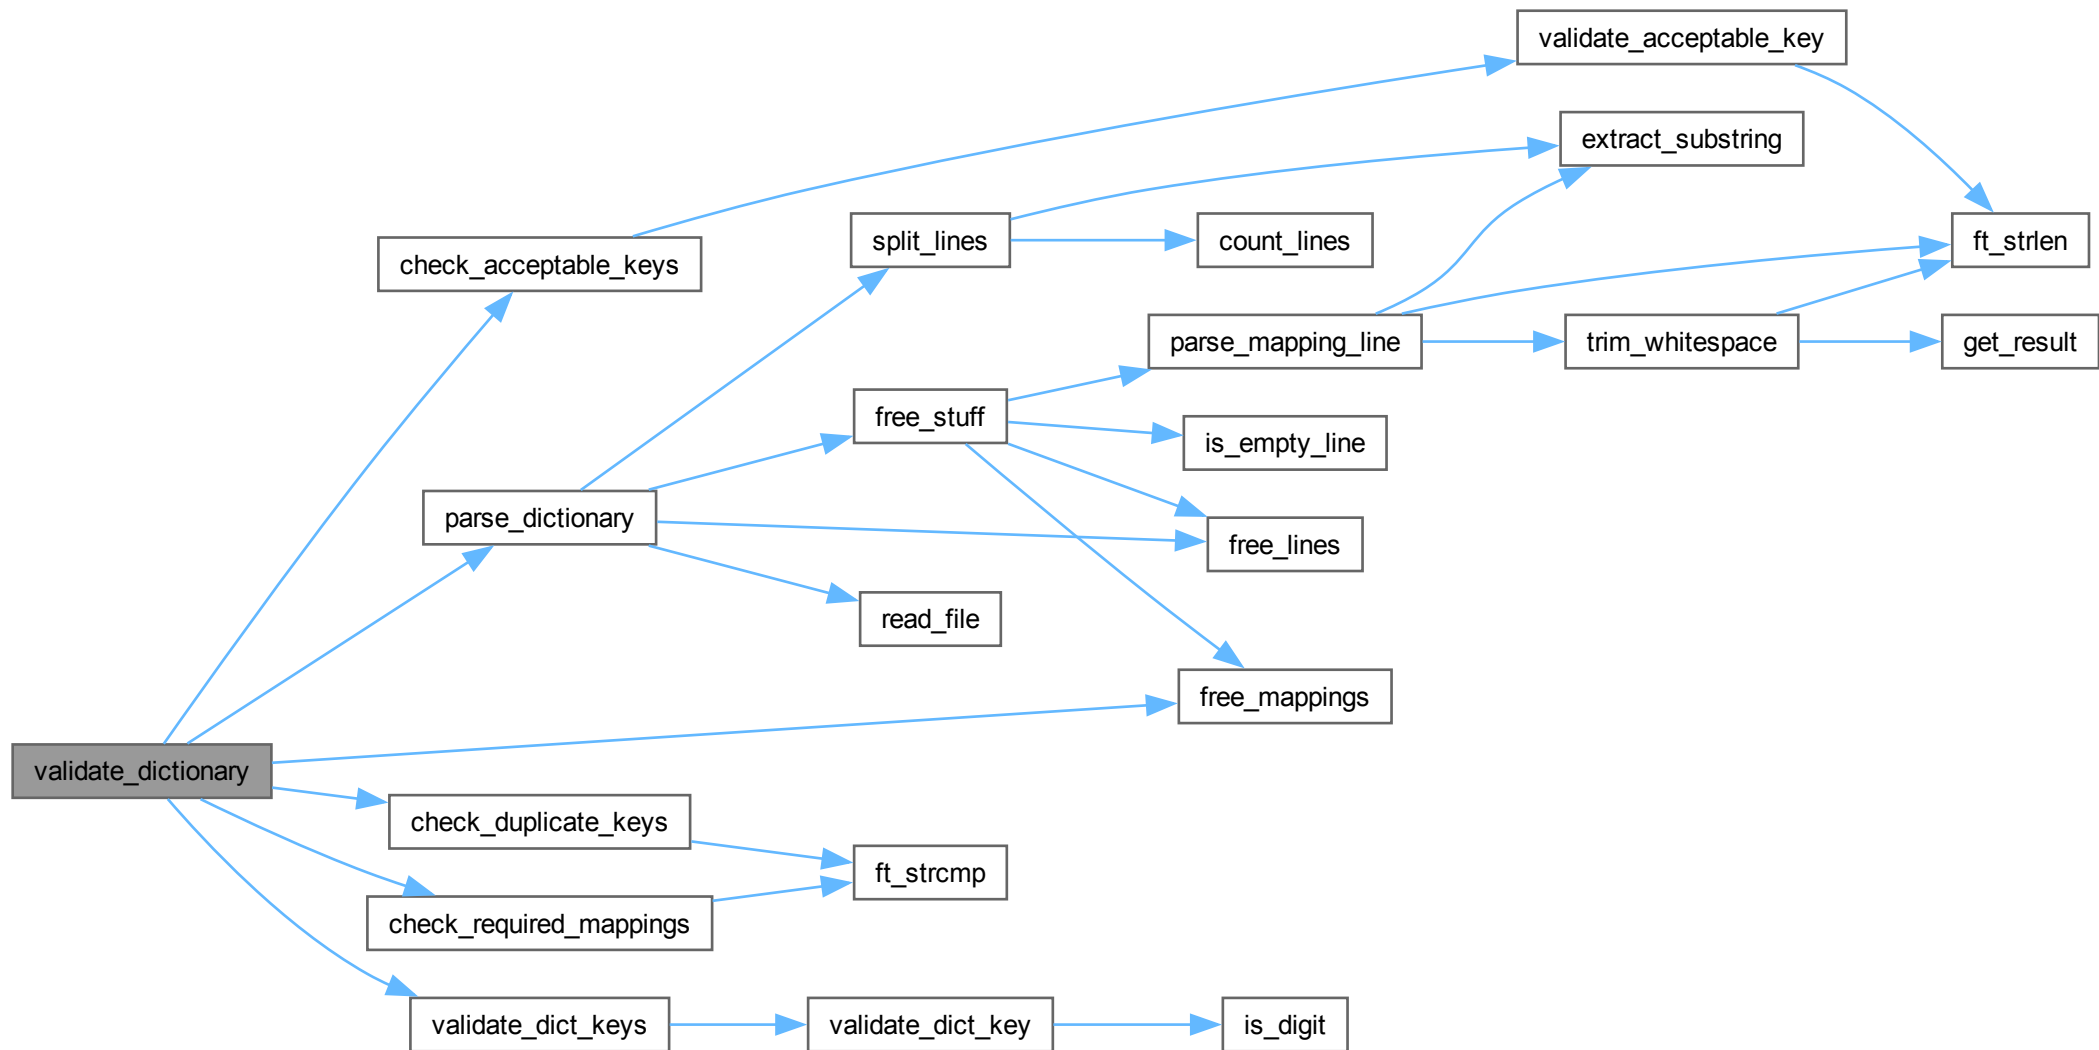 validate_acceptable_key
extract_substring
check_acceptable_keys
split_lines
count_lines
ft_strlen
parse_mapping_line
trim_whitespace
get_result
free_stuff
is_empty_line
parse_dictionary
free_lines
read_file
free_mappings
validate_dictionary
check_duplicate_keys
ft_strcmp
check_required_mappings
validate_dict_keys
validate_dict_key
is_digit